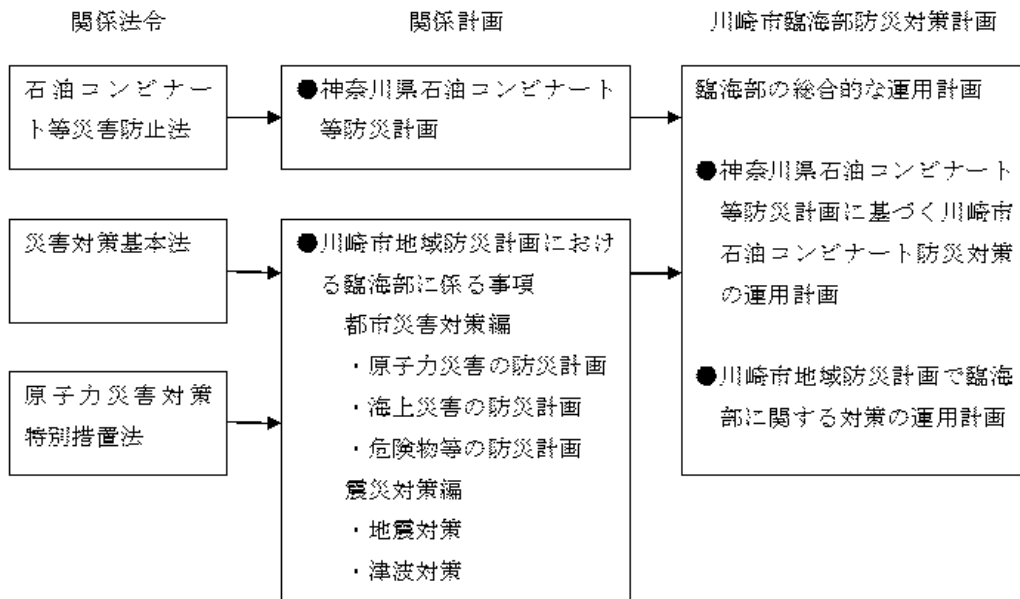 関係法令
関係計画
川崎市臨海部防災対策計画
石油コンビナー
ト等災害防止法
●神奈川県石油コンビナート
等防災計画
臨海部の総合的な運用計画
●神奈川県石油コンビナート
等防災計画に基づく川崎市
石油コンビナート防災対策
の運用計画
●川崎市地域防災計画で臨海
部に関する対策の運用計画
災害対策基本法
●川崎市地域防災計画におけ
る臨海部に係る事項
都市災害対策編
・原子力災害の防災計画
・海上災害の防災計画
・危険物等の防災計画
震災対策編
・地震対策
・津波対策
原子力災害対策
特別措置法